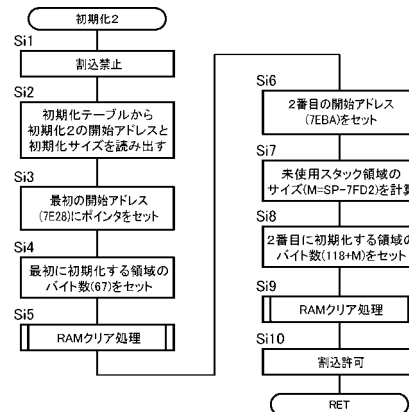 初期化2
Si1
割込禁止
Si2
初期化テーブルから
初期化2の開始アドレスと
初期化サイズを読み出す
Si3
最初の開始アドレス
(7E28)にポインタをセット
Si4
最初に初期化する領域の
バイト数(67)をセット
Si5
RAMクリア処理
Si6
2番目の開始アドレス
(7EBA)をセット
Si7
未使用スタック領域の
サイズ(M=SP-7FD2)を計算
Si8
2番目に初期化する領域の
バイト数(118+M)をセット
Si9
RAMクリア処理
Si10
割込許可
RET